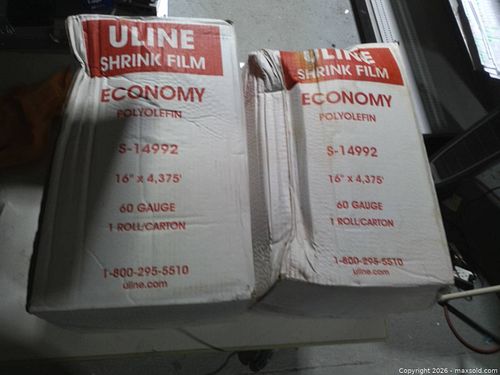 ULINE
SHRINK FILM
ECONOMY
POLYOLEFIN
S-14992
16" x 4,375'
60 GAUGE
1 ROLL/CARTON
1-800-295-5510
uline.com
ULINE
SHRINK FILM
ECONOMY
POLYOLEFIN
S-14992
16" x 4,375'
60 GAUGE
1 ROLL/CARTON
1-800-295-5510
uline.com
Copyright 2026 - maxsold.com